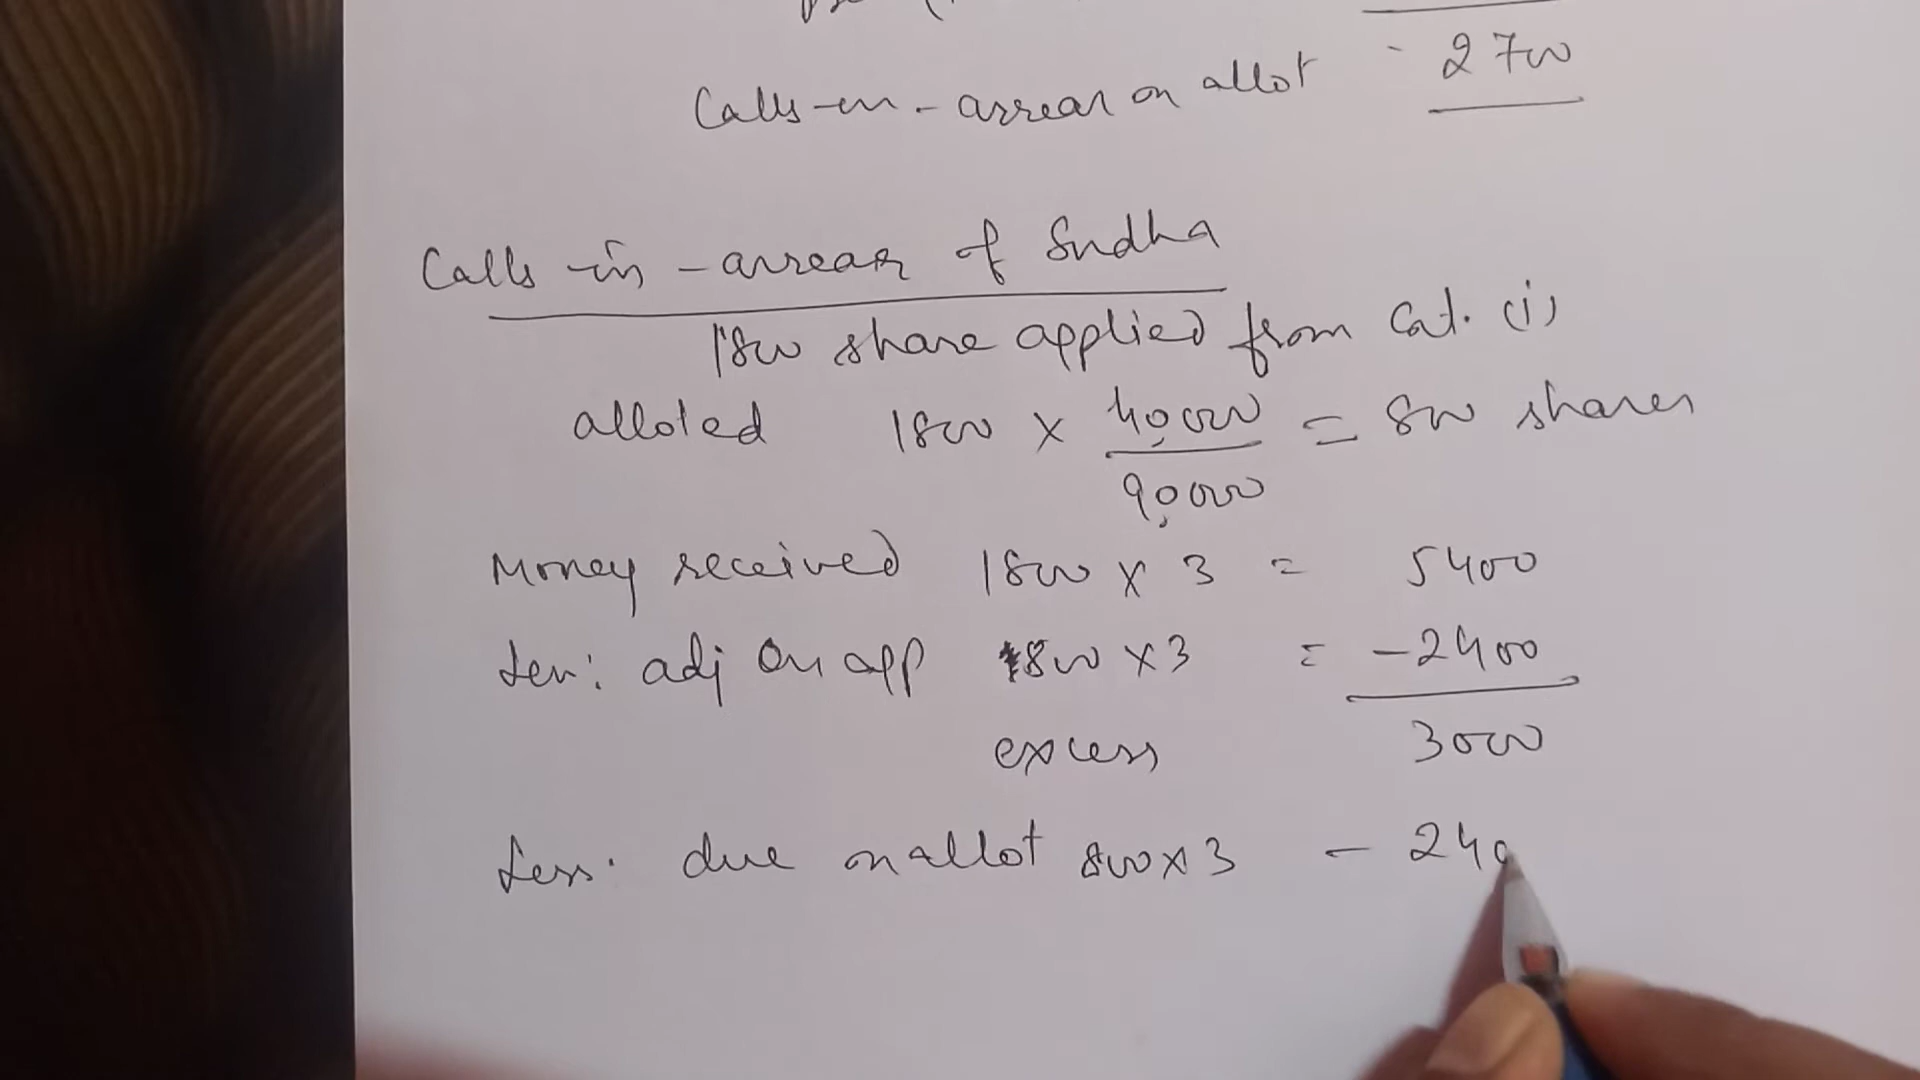 Calls-in-arrear on allot - 2700
Calls-in-arrear of Sudha
1800 share applied from Cat. (i)
alloted 1800 × 40,000 = 800 shares
90,000
Money received 1800 × 3 = 5400
Less: adj on app 800 × 3 = - 2400
excess 3000
Less: due on allot 800 × 3 - 240